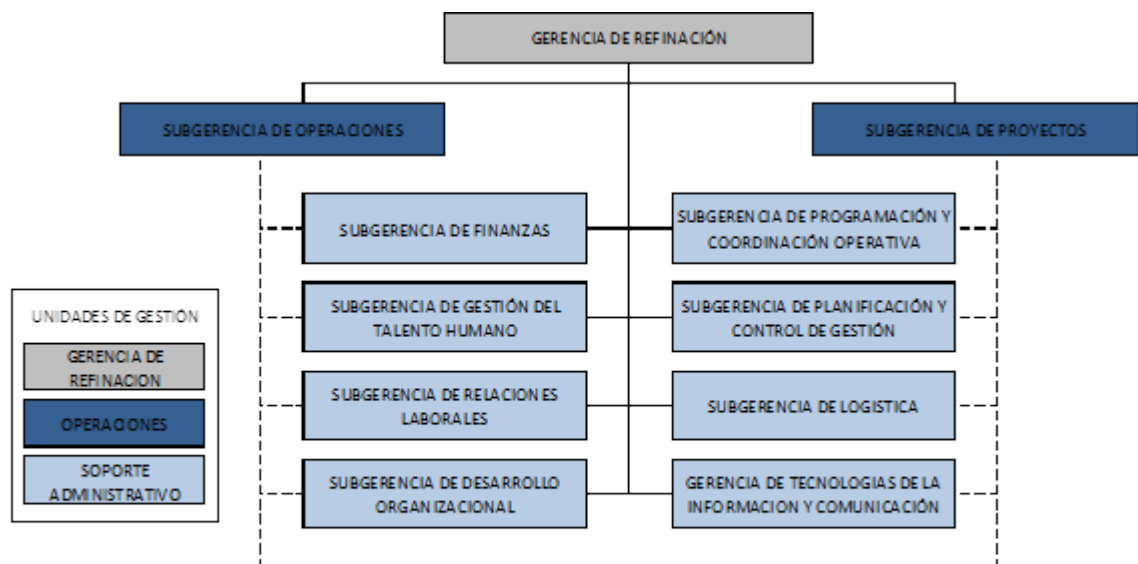 GERENCIA DE REFINACIÓN
SUBGERENCIA DE OPERACIONES
SUBGERENCIA DE PROYECTOS
SUBGERENCIA DE FINANZAS
SUBGERENCIA DE PROGRAMACIÓN Y
COORDINACIÓN OPERATIVA
SUBGERENCIA DE GESTIÓN DEL
TALENTO HUMANO
SUBGERENCIA DE PLANIFICACIÓN Y
CONTROL DE GESTIÓN
SUBGERENCIA DE RELACIONES
LABORALES
SUBGERENCIA DE LOGISTICA
SUBGERENCIA DE DESARROLLO
ORGANIZACIONAL
GERENCIA DE TECNOLOGIAS DE LA
INFORMACION Y COMUNICACIÓN
UNIDADES DE GESTIÓN
GERENCIA DE
REFINACION
OPERACIONES
SOPORTE
ADMINISTRATIVO